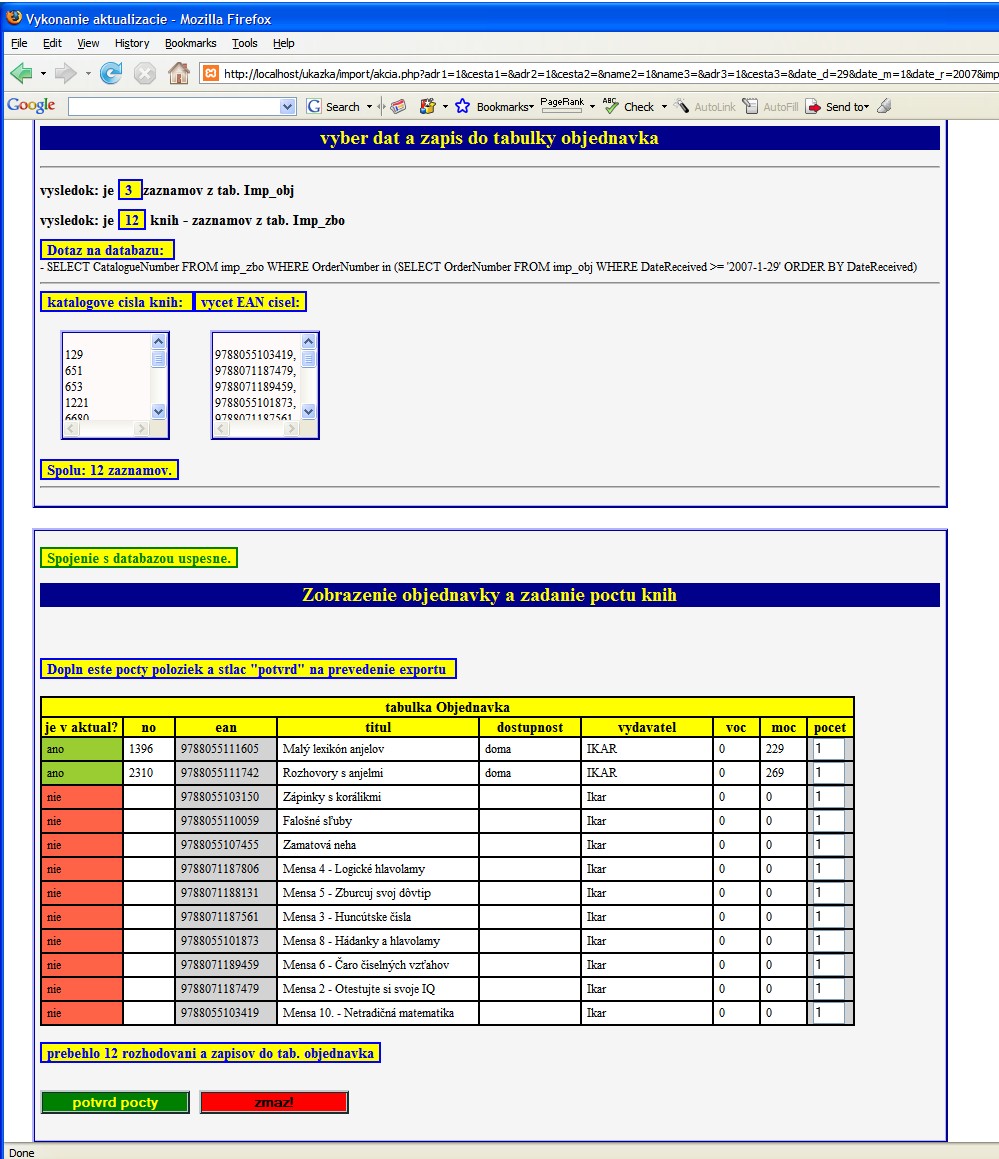 Vykonanie aktualizacie - Mozilla Firefox
File Edit View History Bookmarks Tools Help
http://localhost/ukazka/import/akcia.php?adr1=1&cesta1=&adr2=1&cesta2=&name2=1&name3=&adr3=1&cesta3=&date_d=29&date_m=1&date_r=2007&imp
Google G Search Bookmarks PageRank ABC Check AutoLink AutoFill Send to
vyber dat a zapis do tabulky objednavka
vysledok: je 3 zaznamov z tab. Imp_obj
vysledok: je 12 knih - zaznamov z tab. Imp_zbo
Dotaz na databazu:
- SELECT CatalogueNumber FROM imp_zbo WHERE OrderNumber in (SELECT OrderNumber FROM imp_obj WHERE DateReceived >= '2007-1-29' ORDER BY DateReceived)
katalogove cisla knih: vycet EAN cisel:
129 9788055103419,
651 9788071187479,
653 9788071189459,
1221 9788055101873,
6680 9788071187561
Spolu: 12 zaznamov.
Spojenie s databazou uspesne.
Zobrazenie objednavky a zadanie poctu knih
Dopln este pocty poloziek a stlac "potvrd" na prevedenie exportu
tabulka Objednavka
je v aktual? no ean titul dostupnost vydavatel voc moc pocet
ano 1396 9788055111605 Malý lexikón anjelov doma IKAR 0 229 1
ano 2310 9788055111742 Rozhovory s anjelmi doma IKAR 0 269 1
nie 9788055103150 Zápinky s korálikmi Ikar 0 0 1
nie 9788055110059 Falošné sľuby Ikar 0 0 1
nie 9788055107455 Zamatová neha Ikar 0 0 1
nie 9788071187806 Mensa 4 - Logické hlavolamy Ikar 0 0 1
nie 9788071188131 Mensa 5 - Zburcuj svoj dôvtip Ikar 0 0 1
nie 9788071187561 Mensa 3 - Huncútske čísla Ikar 0 0 1
nie 9788055101873 Mensa 8 - Hádanky a hlavolamy Ikar 0 0 1
nie 9788071189459 Mensa 6 - Čaro číselných vzťahov Ikar 0 0 1
nie 9788071187479 Mensa 2 - Otestujte si svoje IQ Ikar 0 0 1
nie 9788055103419 Mensa 10. - Netradičná matematika Ikar 0 0 1
prebehlo 12 rozhodovani a zapisov do tab. objednavka
potvrd pocty zmaz!
Done